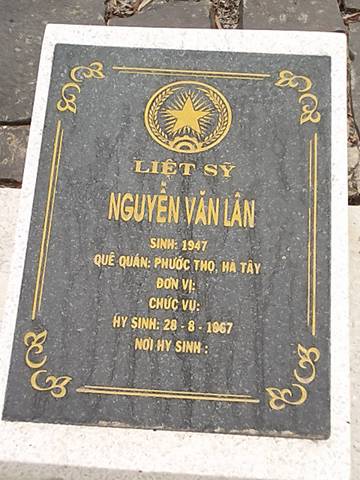 LIỆT SỸ
NGUYỄN VĂN LÂN
SINH: 1947
QUÊ QUÁN: PHƯỚC THỌ, HÀ TÂY
ĐƠN VỊ:
CHỨC VỤ:
HY SINH: 28 - 8 - 1967
NƠI HY SINH :